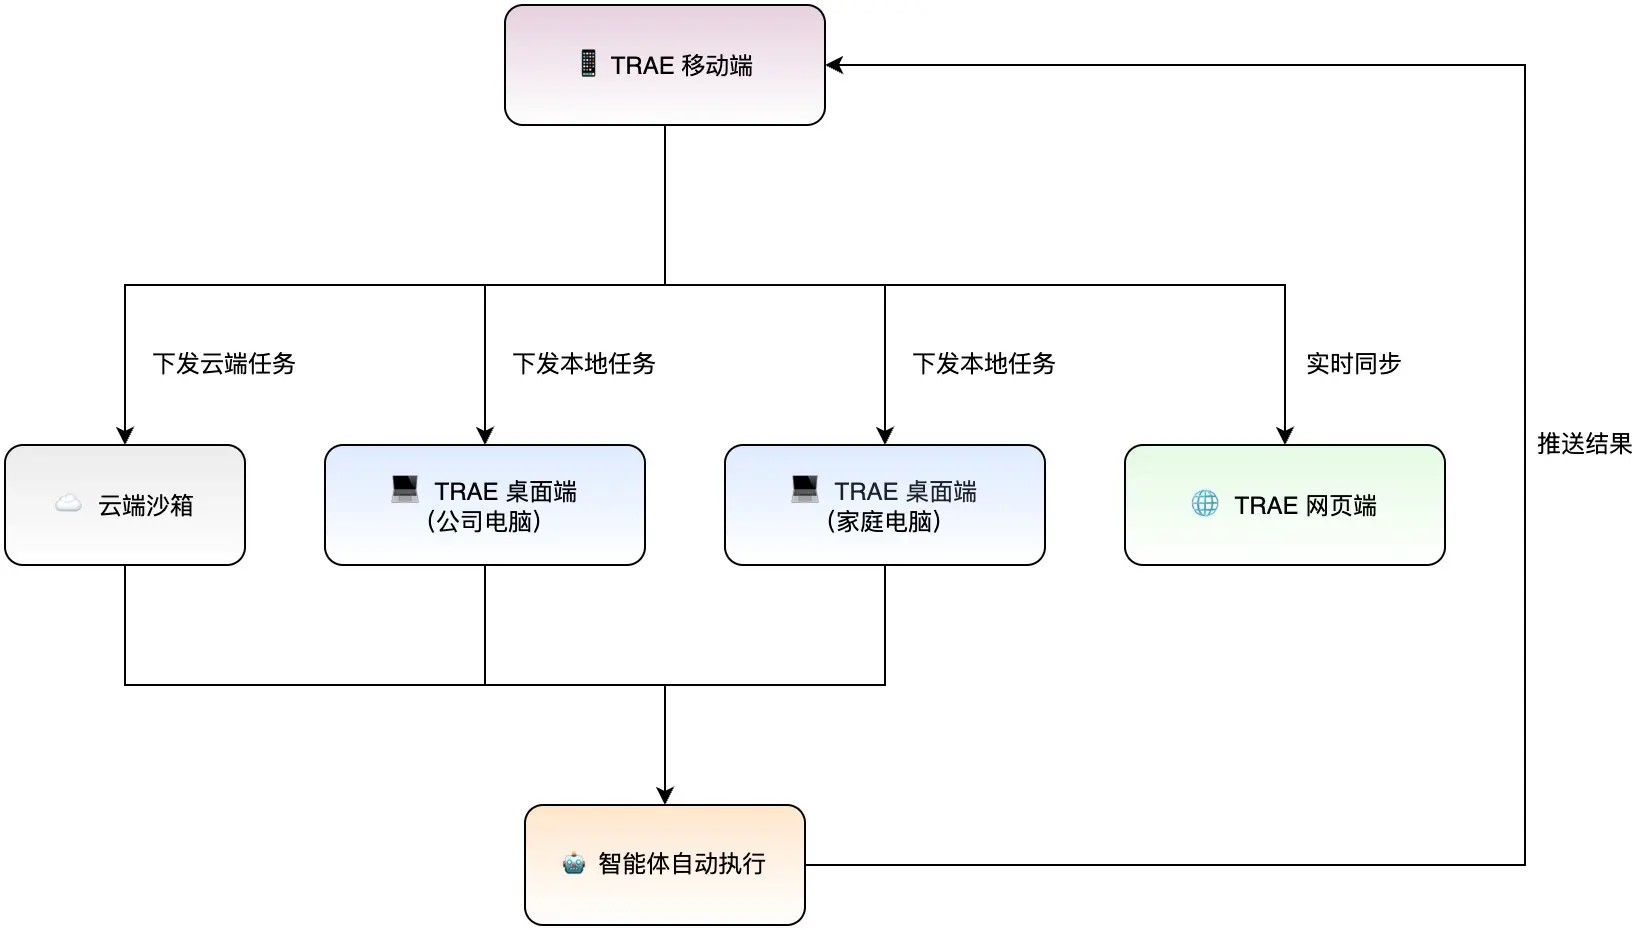 TRAE 移动端
下发云端任务
下发本地任务
下发本地任务
实时同步
推送结果
云端沙箱
TRAE 桌面端
（公司电脑）
TRAE 桌面端
（家庭电脑）
TRAE 网页端
智能体自动执行